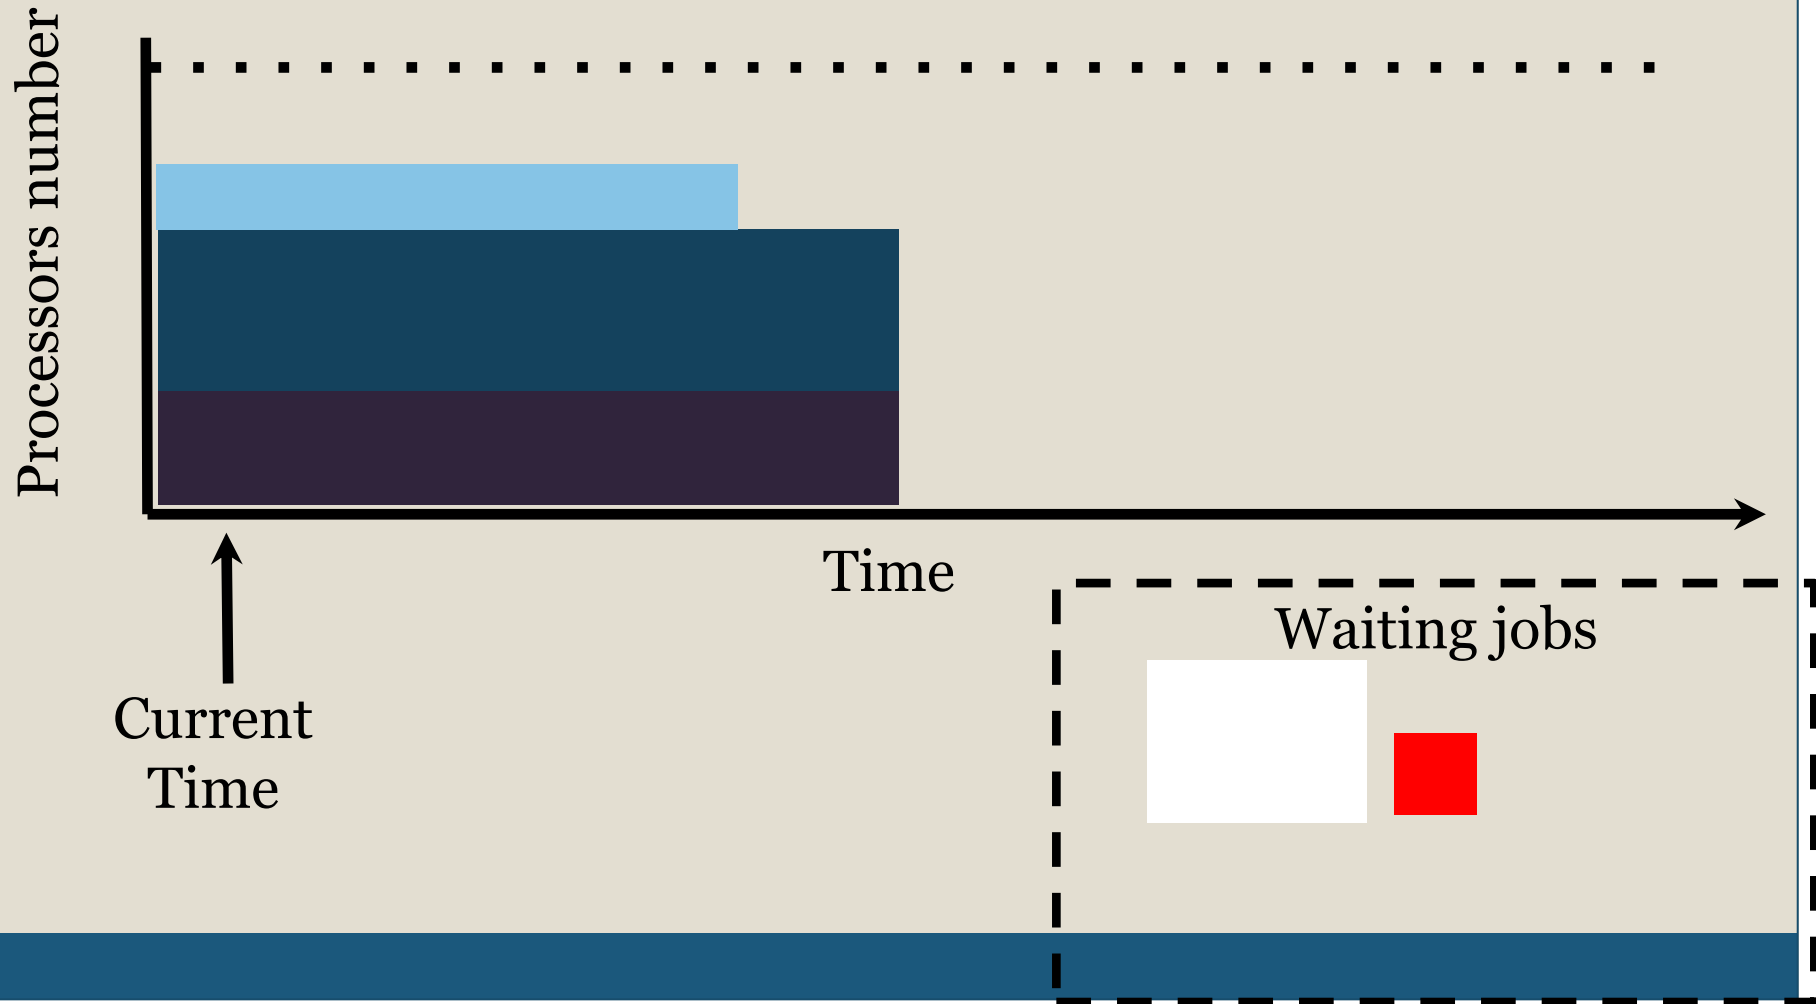 Processors number
Time
Waiting jobs
Current
Time